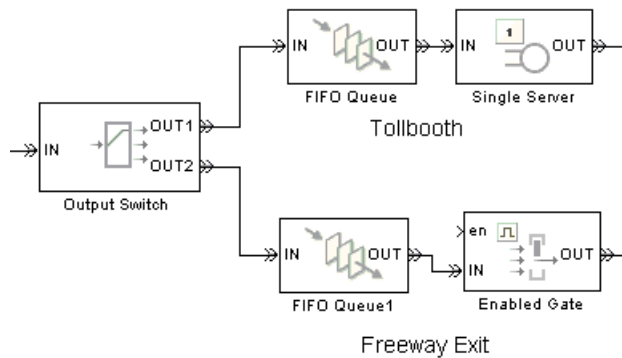 IN
OUT
FIFO Queue
IN
1
OUT
Single Server
Tollbooth
IN
OUT1
OUT2
Output Switch
IN
OUT
FIFO Queue1
en
IN
OUT
Enabled Gate
Freeway Exit